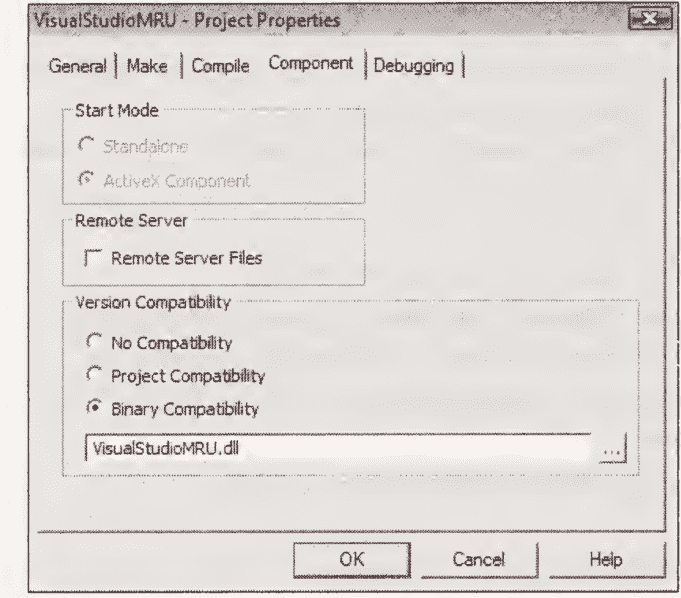 VisualStudioMRU - Project Properties
General | Make | Compile Component | Debugging |
Start Mode
Standalone
ActiveX Component
Remote Server
Remote Server Files
Version Compatibility
No Compatibility
Project Compatibility
Binary Compatibility
VisualStudioMRU.dll
...
OK Cancel Help